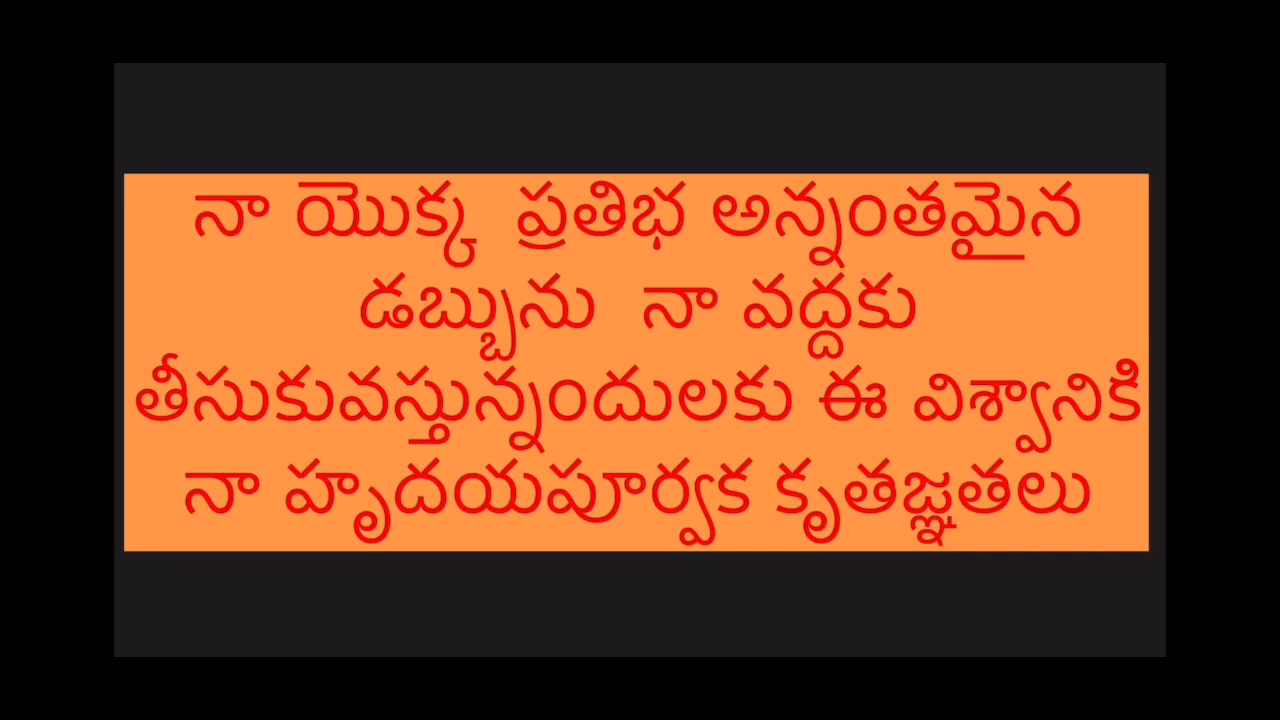 నా యొక్క ప్రతిభ అన్నంతమైన
డబ్బును నా వద్దకు
తీసుకువస్తున్నందులకు ఈ విశ్వానికి
నా హృదయపూర్వక కృతజ్ఞతలు